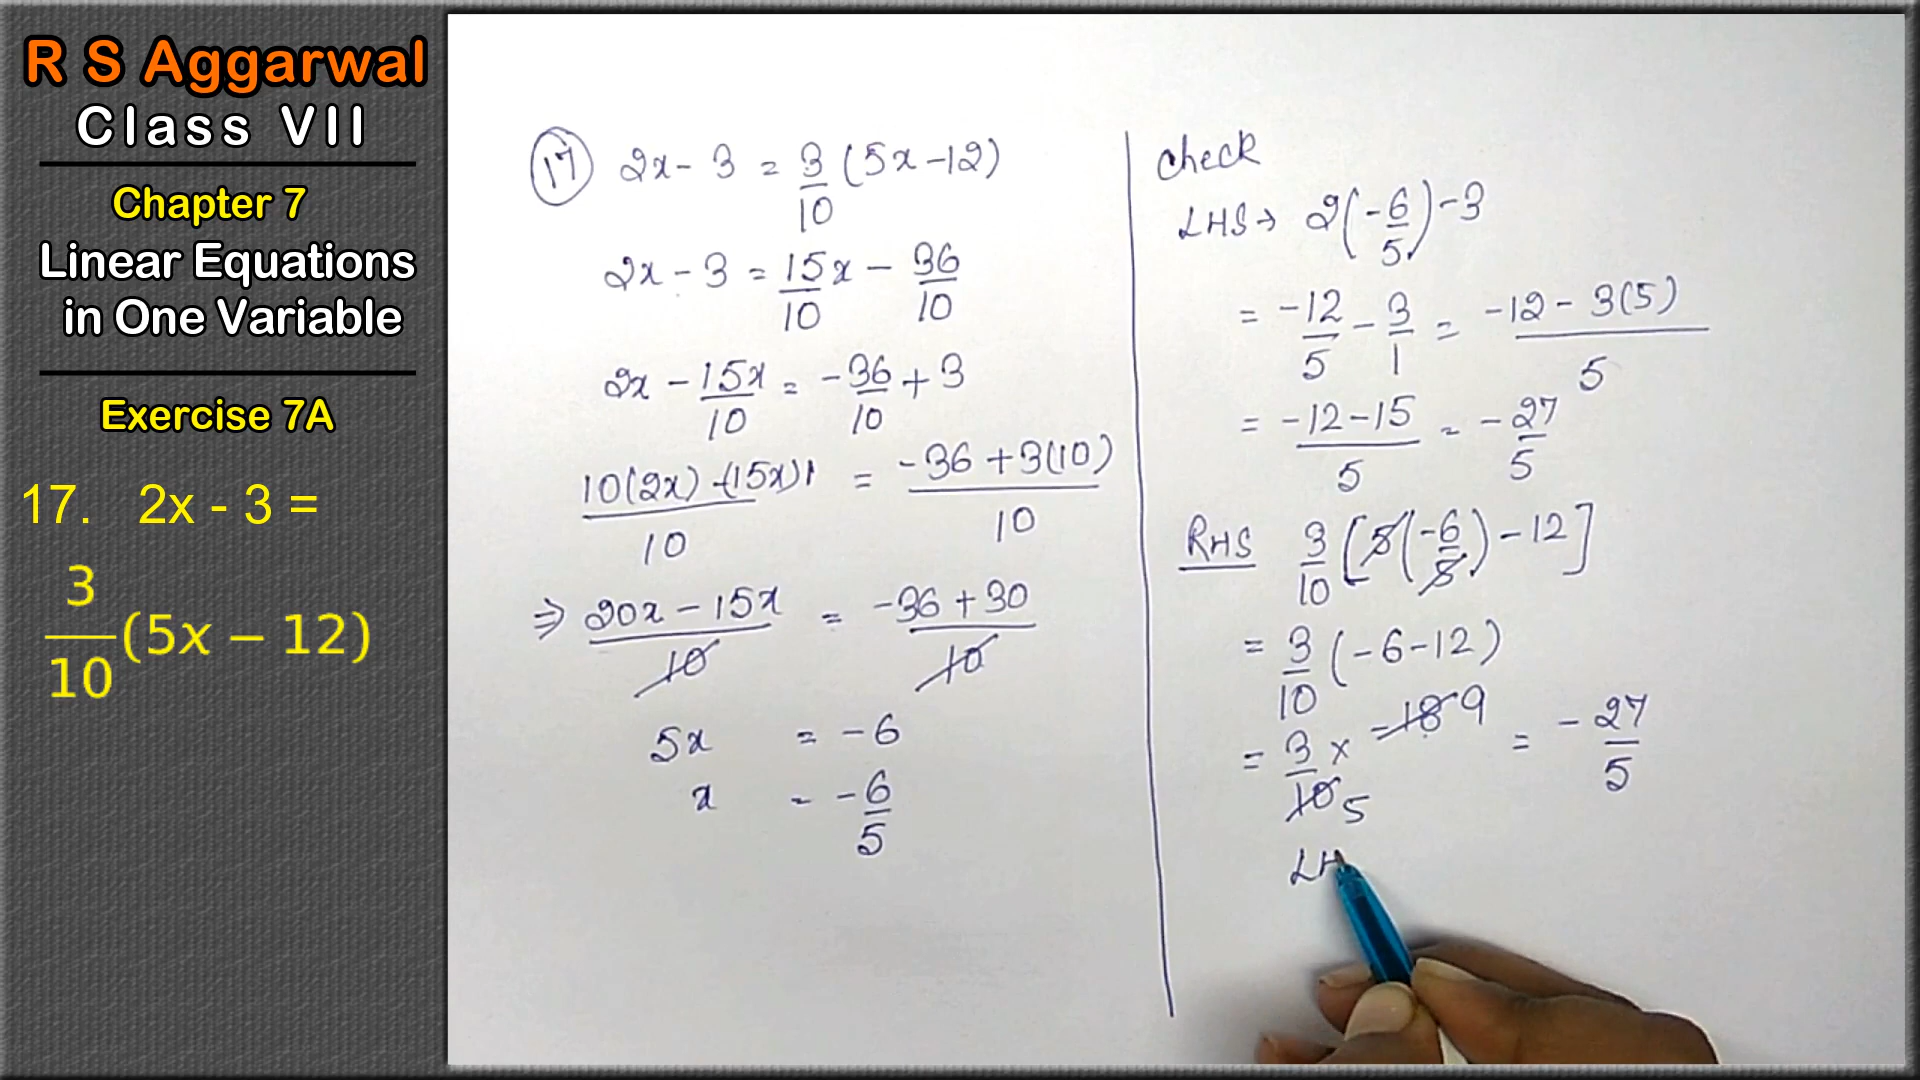 R S Aggarwal
Class VII
Chapter 7
Linear Equations
in One Variable
Exercise 7A
17. 2x - 3 =
3/10 (5x − 12)
17 2x - 3 = 3/10 (5x - 12)
2x - 3 = 15/10 x - 36/10
2x - 15x/10 = -36/10 + 3
10(2x) - (15x)1 / 10 = -36 + 3(10) / 10
⇒ 20x - 15x / 10 = -36 + 30 / 10
5x = -6
x = -6/5
Check
LHS → 2(-6/5) - 3
= -12/5 - 3/1 = -12 - 3(5) / 5
= -12 - 15 / 5 = -27/5
RHS 3/10 [5(-6/5) - 12]
= 3/10 (-6 - 12)
= 3/10 5 x -18 9 = -27/5
LH